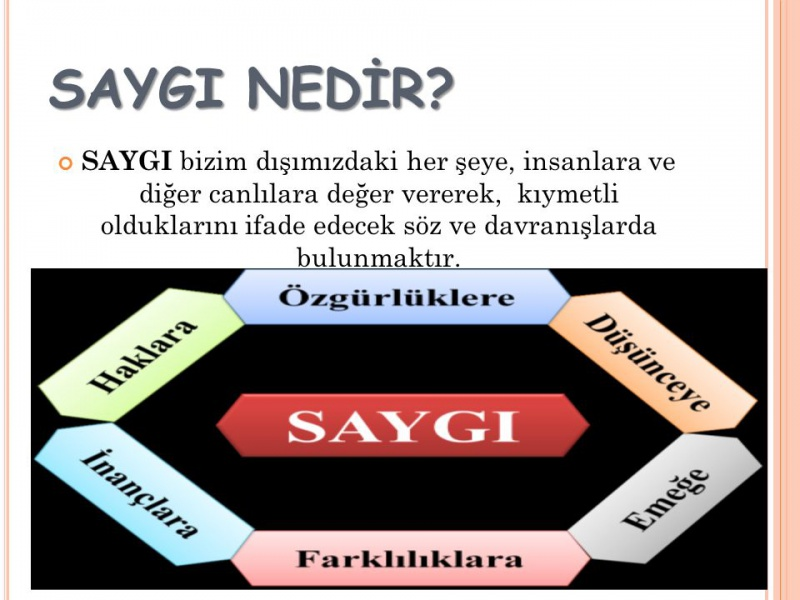 SAYGI NEDİR?
SAYGI bizim dışımızdaki her şeye, insanlara ve
diğer canlılara değer vererek, kıymetli
olduklarını ifade edecek söz ve davranışlarda
bulunmaktır.
Özgürlüklere
Haklara
Düşünceye
SAYGI
İnançlara
Emeğe
Farklılıklara